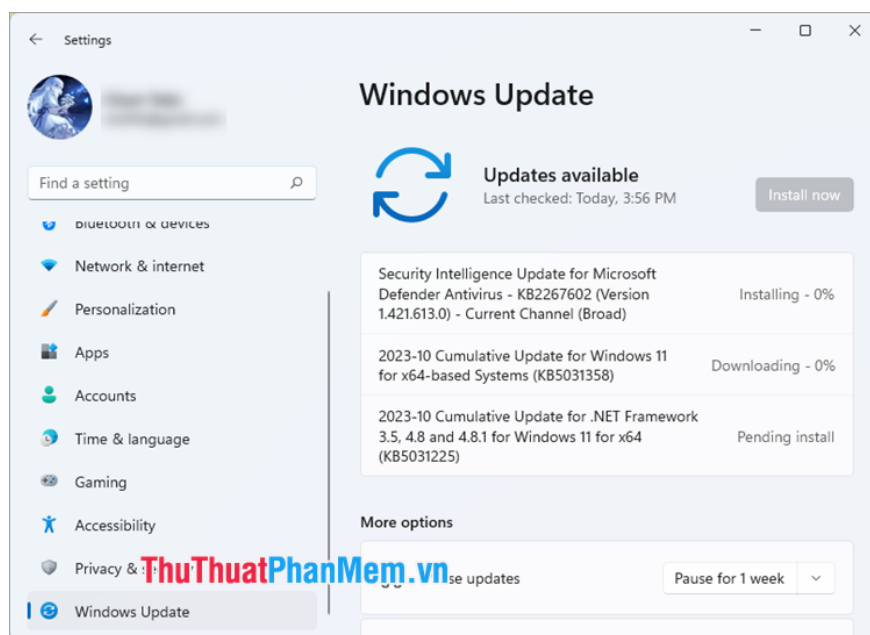 Settings
Find a setting
Bluetooth & devices
Network & internet
Personalization
Apps
Accounts
Time & language
Gaming
Accessibility
Privacy &
Windows Update
Windows Update
Updates available
Last checked: Today, 3:56 PM
Install now
Security Intelligence Update for Microsoft
Defender Antivirus - KB2267602 (Version
1.421.613.0) - Current Channel (Broad)
Installing - 0%
2023-10 Cumulative Update for Windows 11
for x64-based Systems (KB5031358)
Downloading - 0%
2023-10 Cumulative Update for .NET Framework
3.5, 4.8 and 4.8.1 for Windows 11 for x64
(KB5031225)
Pending install
More options
updates
Pause for 1 week
ThuThuatPhanMem.vn